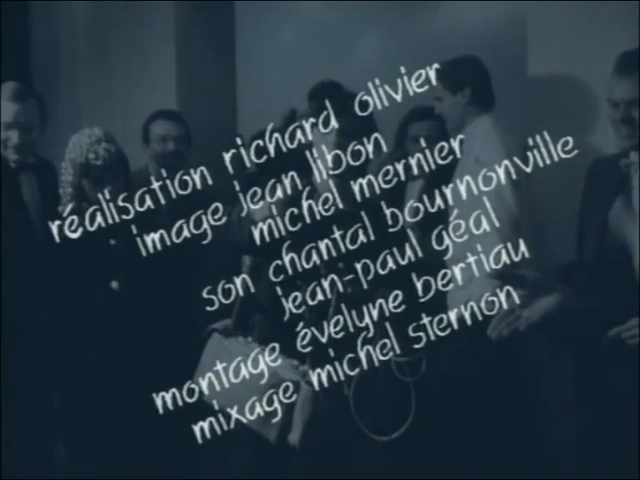 réalisation richard olivier
image jean libon
michel mernier
son chantal bournonville
jean-paul géal
montage évelyne bertiau
mixage michel sternon